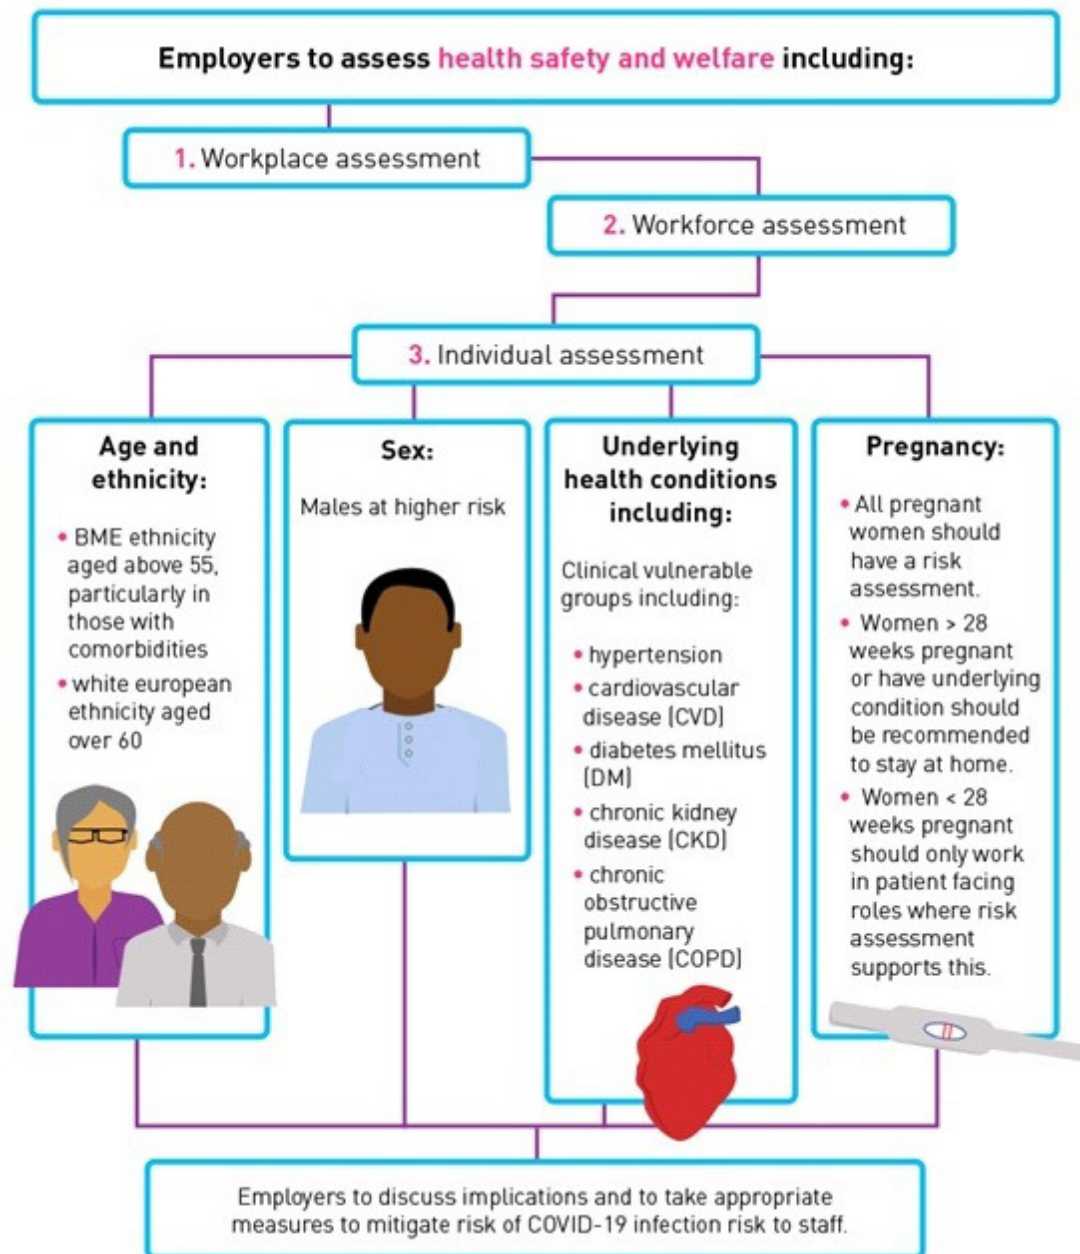 Employers to assess health safety and welfare including:
1. Workplace assessment
2. Workforce assessment
3. Individual assessment
Age and
ethnicity:
• BME ethnicity
aged above 55,
particularly in
those with
comorbidities
• white european
ethnicity aged
over 60
Sex:
Males at higher risk
Underlying
health conditions
including:
Clinical vulnerable
groups including:
• hypertension
• cardiovascular
disease (CVD)
• diabetes mellitus
(DM)
• chronic kidney
disease (CKD)
• chronic
obstructive
pulmonary
disease (COPD)
Pregnancy:
• All pregnant
women should
have a risk
assessment.
• Women > 28
weeks pregnant
or have underlying
condition should
be recommended
to stay at home.
• Women < 28
weeks pregnant
should only work
in patient facing
roles where risk
assessment
supports this.
Employers to discuss implications and to take appropriate
measures to mitigate risk of COVID-19 infection risk to staff.